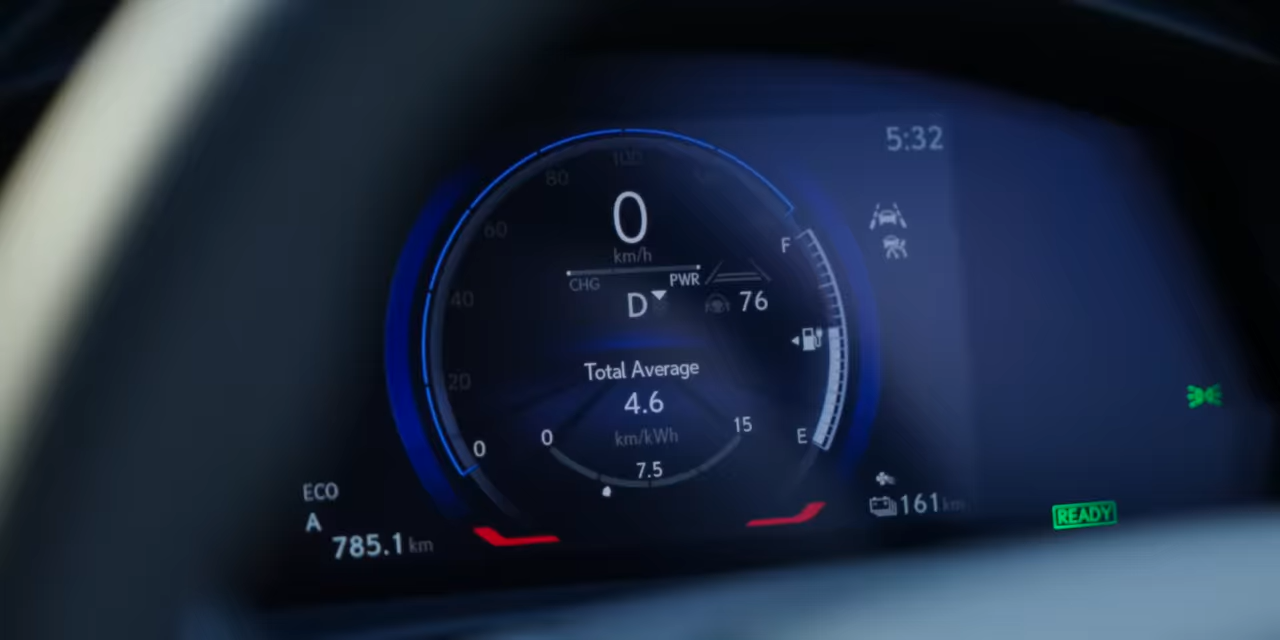 5:32
100
80
60
40
20
0
0
km/h
CHG
PWR
D
76
F
E
Total Average
4.6
km/kWh
0
7.5
15
ECO
A
785.1 km
161 km
READY